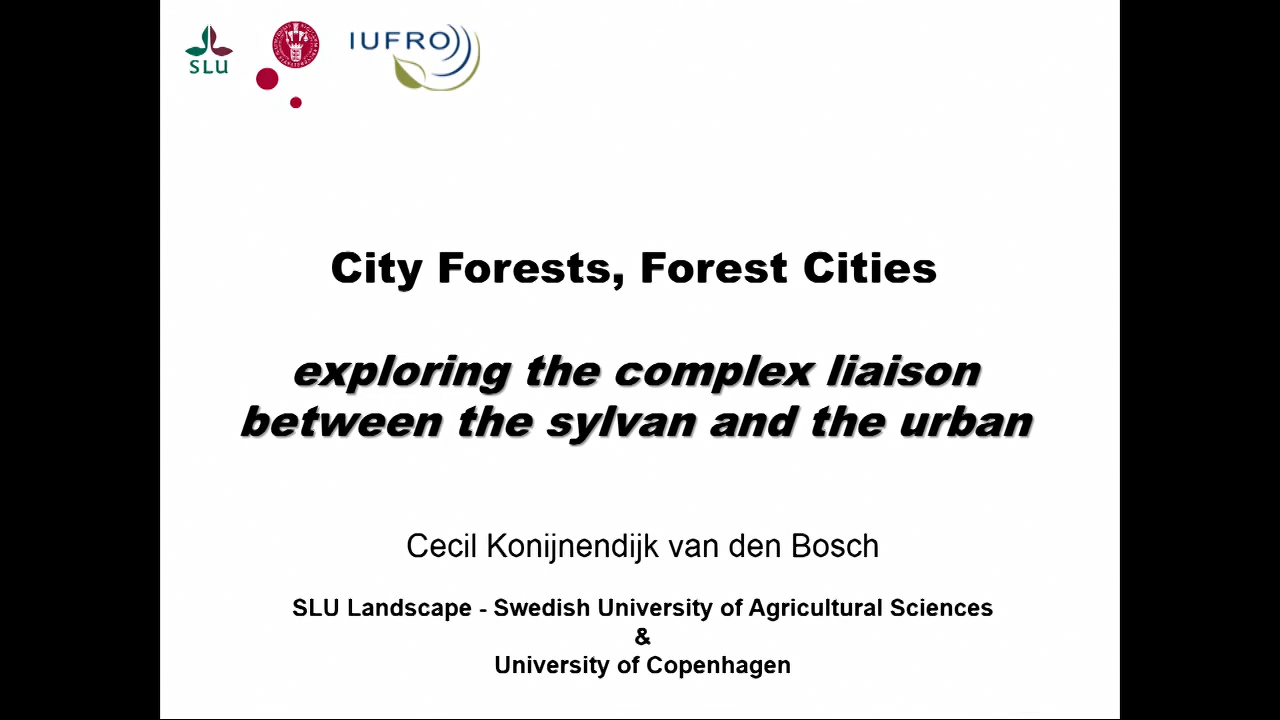 SLU
IUFRO
City Forests, Forest Cities
exploring the complex liaison
between the sylvan and the urban
Cecil Konijnendijk van den Bosch
SLU Landscape - Swedish University of Agricultural Sciences
&
University of Copenhagen